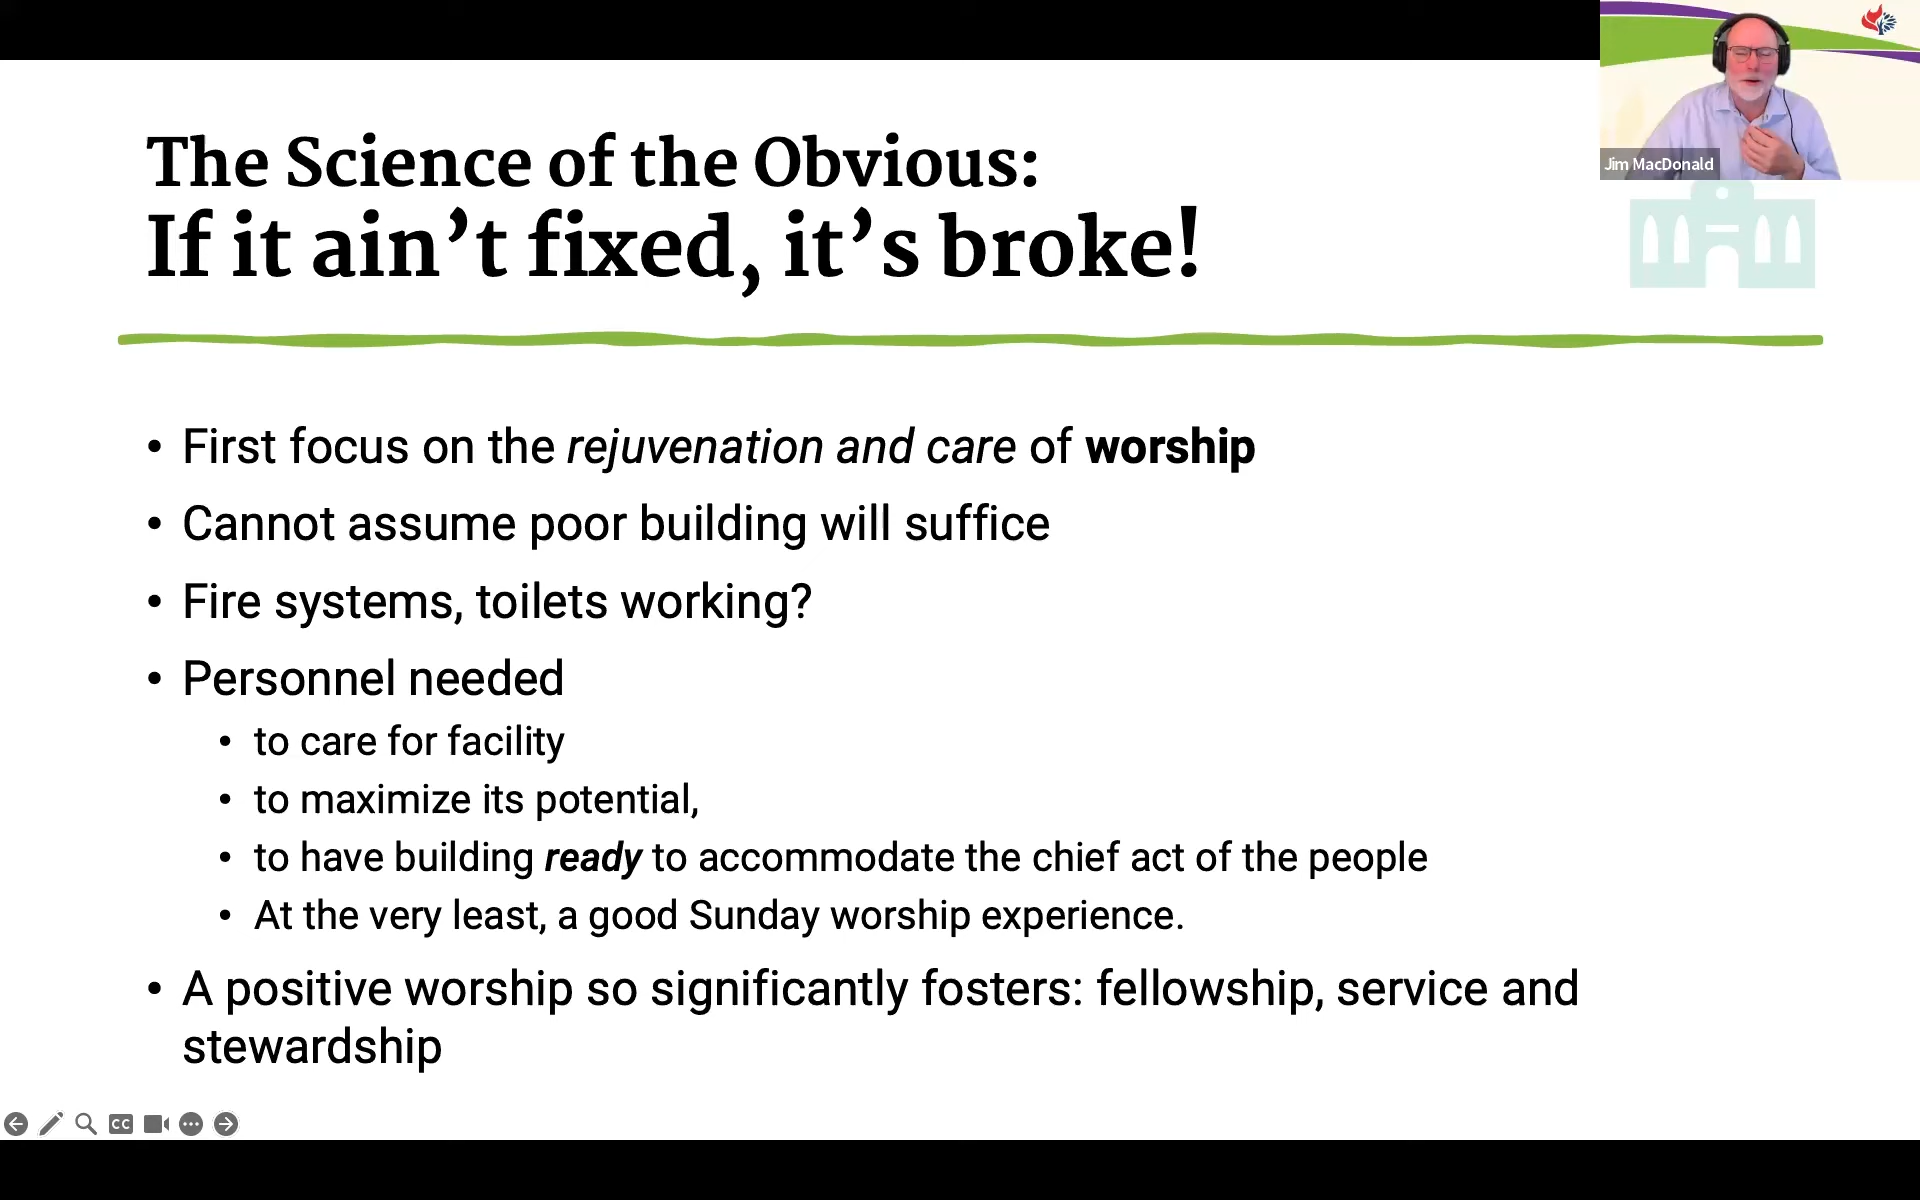 The Science of the Obvious:
If it ain’t fixed, it’s broke!
Jim MacDonald
• First focus on the rejuvenation and care of worship
• Cannot assume poor building will suffice
• Fire systems, toilets working?
• Personnel needed
• to care for facility
• to maximize its potential,
• to have building ready to accommodate the chief act of the people
• At the very least, a good Sunday worship experience.
• A positive worship so significantly fosters: fellowship, service and
stewardship
CC